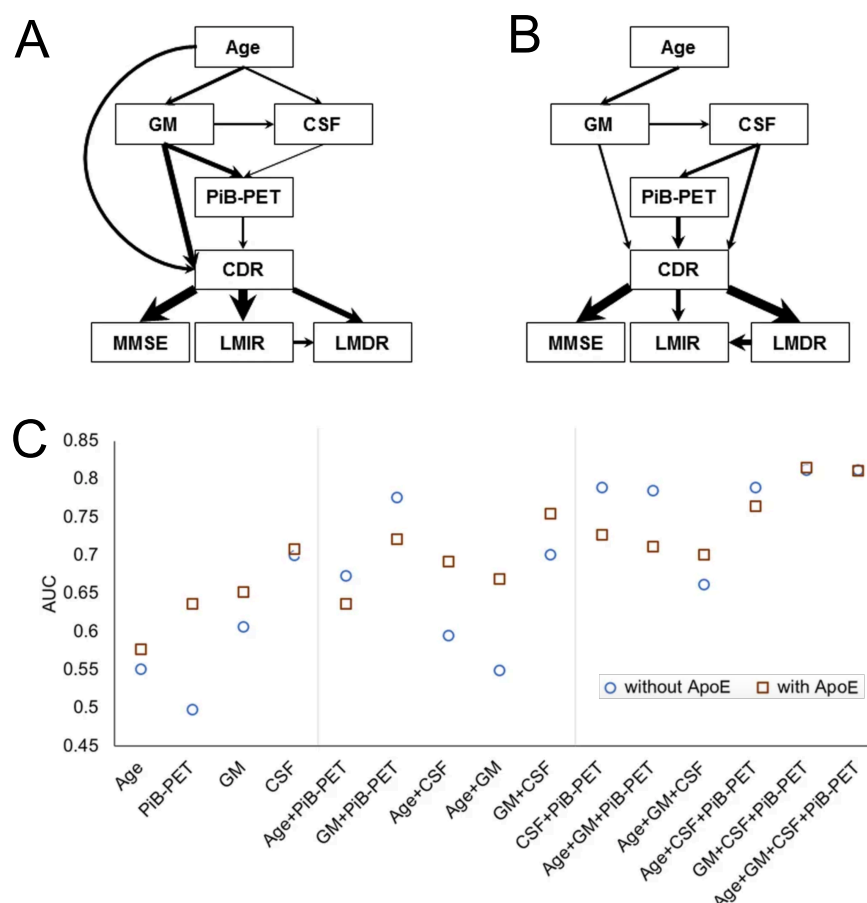 A
Age
GM
CSF
PiB-PET
CDR
MMSE
LMIR
LMDR
B
Age
GM
CSF
PiB-PET
CDR
MMSE
LMIR
LMDR
C
AUC
0.85
0.8
0.75
0.7
0.65
0.6
0.55
0.5
0.45
without ApoE
with ApoE
Age
PiB-PET
GM
CSF
Age+PiB-PET
GM+PiB-PET
Age+CSF
Age+GM
GM+CSF
CSF+PiB-PET
Age+GM+PiB-PET
Age+GM+CSF
Age+CSF+PiB-PET
GM+CSF+PiB-PET
Age+GM+CSF+PiB-PET